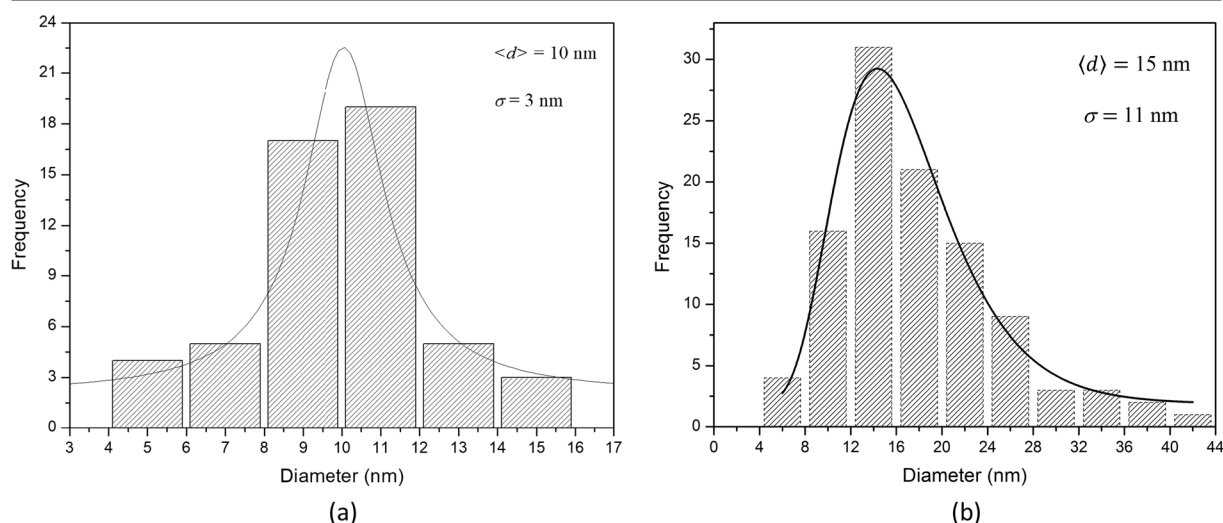 24
21
18
15
12
9
6
3
0
Frequency
<d> = 10 nm
σ = 3 nm
3 4 5 6 7 8 9 10 11 12 13 14 15 16 17
Diameter (nm)
(a)
30
25
20
15
10
5
0
Frequency
⟨d⟩ = 15 nm
σ = 11 nm
0 4 8 12 16 20 24 28 32 36 40 44
Diameter (nm)
(b)